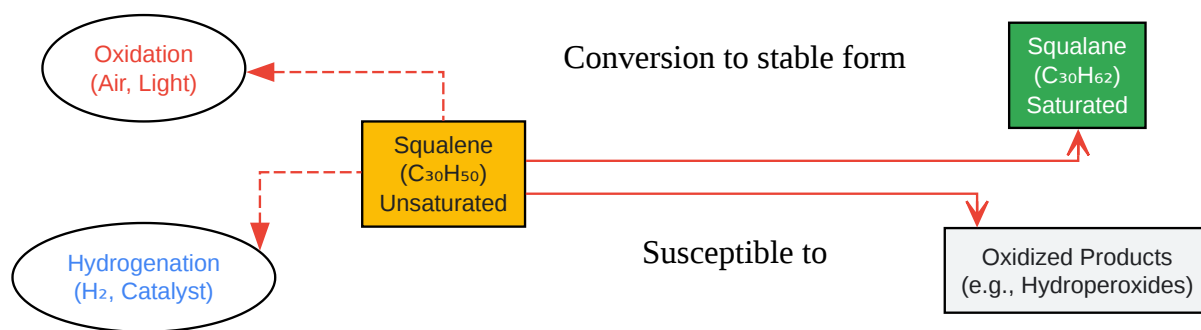 Oxidation
(Air, Light)
Conversion to stable form
Squalane
(C₃₀H₆₂)
Saturated
Squalene
(C₃₀H₅₀)
Unsaturated
Hydrogenation
(H₂, Catalyst)
Susceptible to
Oxidized Products
(e.g., Hydroperoxides)